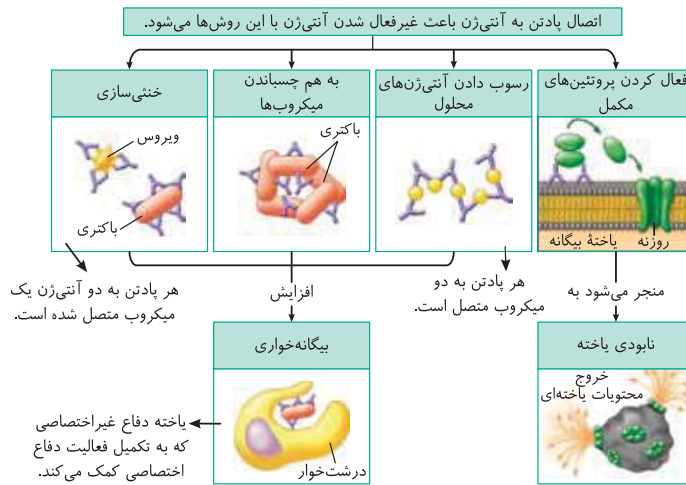 اتصال پادتن به آنتی‌ژن باعث غیرفعال شدن آنتی‌ژن با این روش‌ها می‌شود.
فعال کردن پروتئین‌های
مکمل
روزنه
یاختهٔ بیگانه
رسوب دادن آنتی‌ژن‌های
محلول
به هم چسباندن
میکروب‌ها
باکتری
خنثی‌سازی
ویروس
باکتری
منجر می‌شود به
هر پادتن به دو
میکروب متصل است.
افزایش
هر پادتن به دو آنتی‌ژن یک
میکروب متصل شده است.
نابودی یاخته
خروج
محتویات یاخته‌ای
بیگانه‌خواری
درشت‌خوار
یاخته دفاع غیراختصاصی
که به تکمیل فعالیت دفاع
اختصاصی کمک می‌کند.